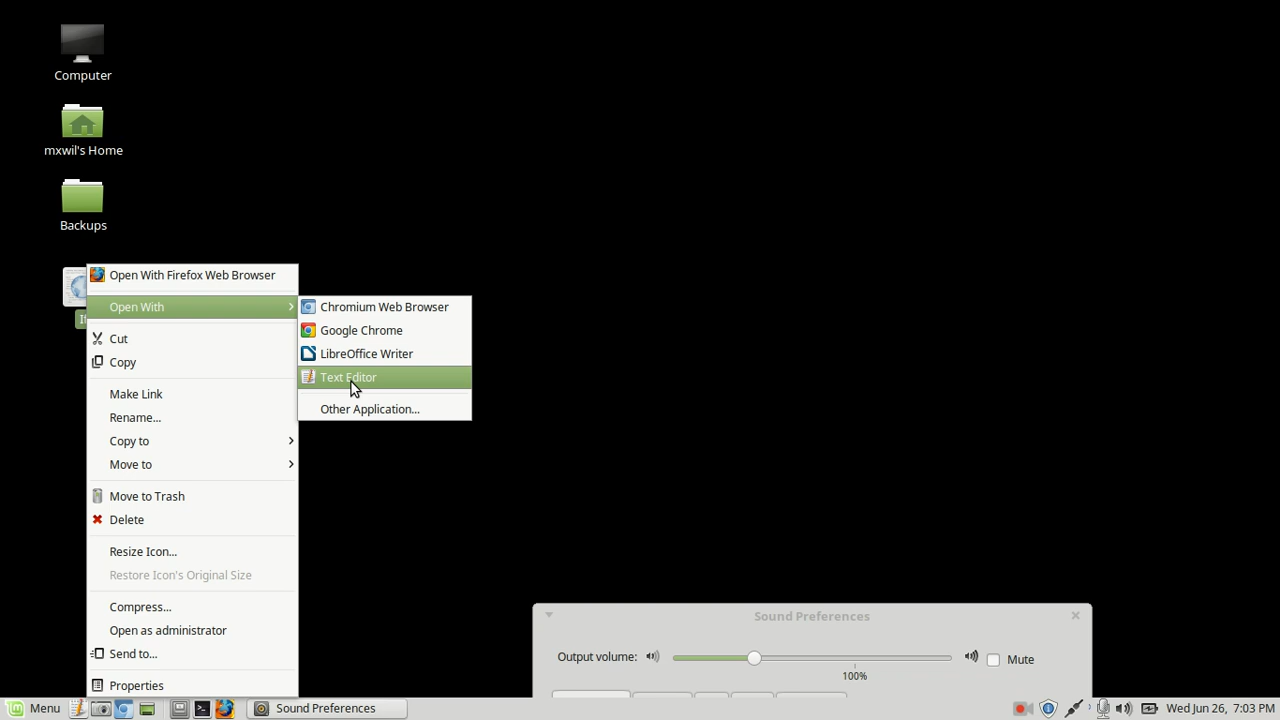 Computer
mxwil's Home
Backups
Open With Firefox Web Browser
Open With
Cut
Copy
Make Link
Rename...
Copy to
Move to
Move to Trash
Delete
Resize Icon...
Restore Icon's Original Size
Compress...
Open as administrator
Send to...
Properties
Chromium Web Browser
Google Chrome
LibreOffice Writer
Text Editor
Other Application...
Sound Preferences
Output volume:
Mute
100%
Menu
Sound Preferences
Wed Jun 26, 7:03 PM